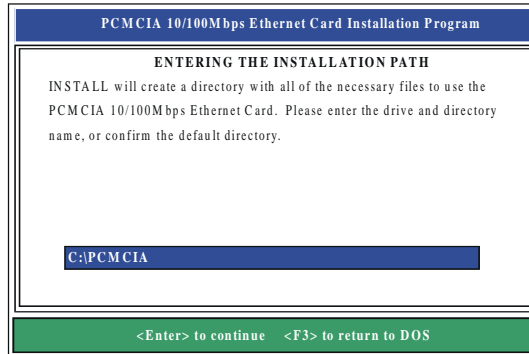 PCMCIA 10/100Mbps Ethernet Card Installation Program
ENTERING THE INSTALLATION PATH
INSTALL will create a directory with all of the necessary files to use the
PCMCIA 10/100Mbps Ethernet Card. Please enter the drive and directory
name, or confirm the default directory.
C:\PCMCIA
<Enter> to continue <F3> to return to DOS